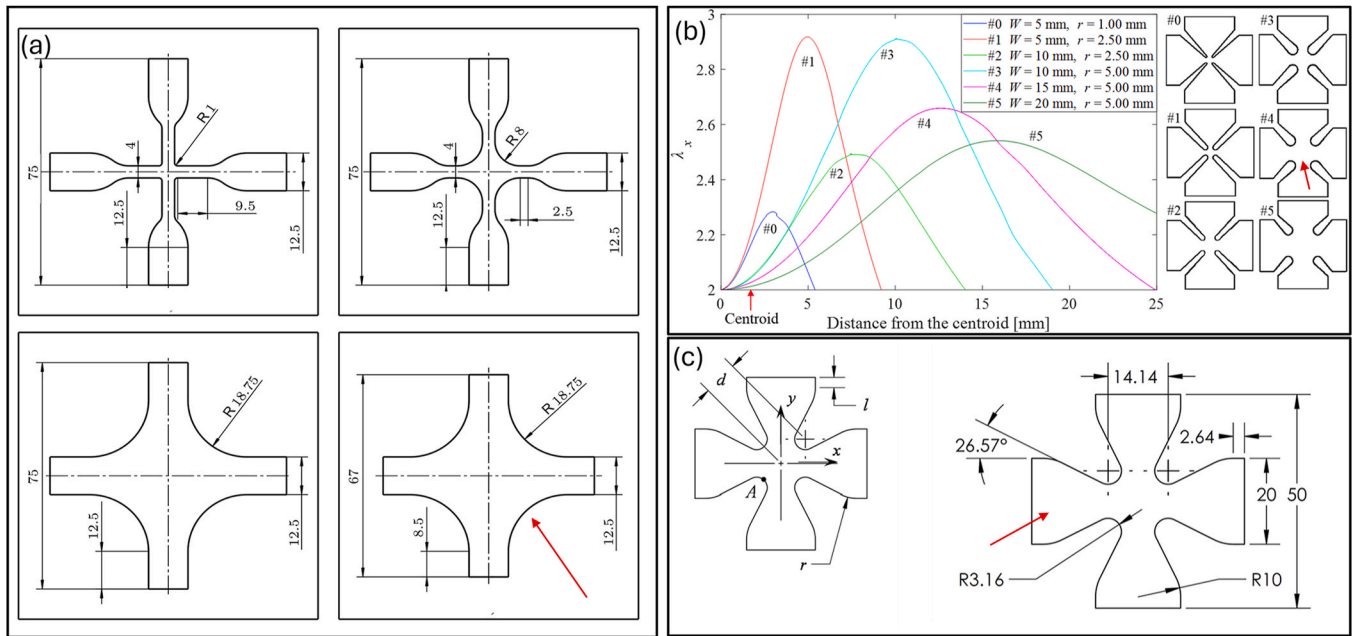 (a)
75
4
R1
12.5
9.5
12.5
75
4
R8
12.5
2.5
12.5
75
R18.75
12.5
12.5
67
R18.75
8.5
12.5
(b)
3
2.8
2.6
2.4
2.2
2
λx
0
5
10
15
20
25
Centroid
Distance from the centroid [mm]
#0
#1
#2
#3
#4
#5
#0 W = 5 mm, r = 1.00 mm
#1 W = 5 mm, r = 2.50 mm
#2 W = 10 mm, r = 2.50 mm
#3 W = 10 mm, r = 5.00 mm
#4 W = 15 mm, r = 5.00 mm
#5 W = 20 mm, r = 5.00 mm
#0
#3
#1
#4
#2
#5
(c)
d
y
l
x
A
r
14.14
26.57°
2.64
20
50
R3.16
R10